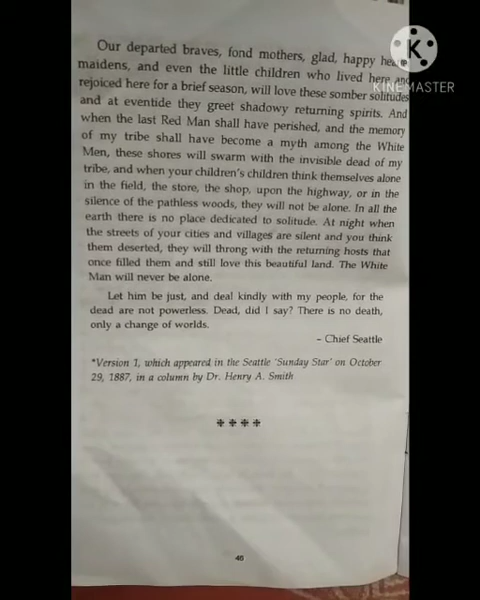 Our departed braves, fond mothers, glad, happy
maidens, and even the little children who lived here and
rejoiced here for a brief season, will love these somber solitudes
and at eventide they greet shadowy returning spirits. And
when the last Red Man shall have perished, and the memory
of my tribe shall have become a myth among the White
Men, these shores will swarm with the invisible dead of my
tribe, and when your children's children think themselves alone
in the field, the store, the shop, upon the highway, or in the
silence of the pathless woods, they will not be alone. In all the
earth there is no place dedicated to solitude. At night when
the streets of your cities and villages are silent and you think
them deserted, they will throng with the returning hosts that
once filled them and still love this beautiful land. The White
Man will never be alone.
Let him be just, and deal kindly with my people, for the
dead are not powerless. Dead, did I say? There is no death,
only a change of worlds.
– Chief Seattle
*Version 1, which appeared in the Seattle 'Sunday Star' on October
29, 1887, in a column by Dr. Henry A. Smith
46
K
KINEMASTER